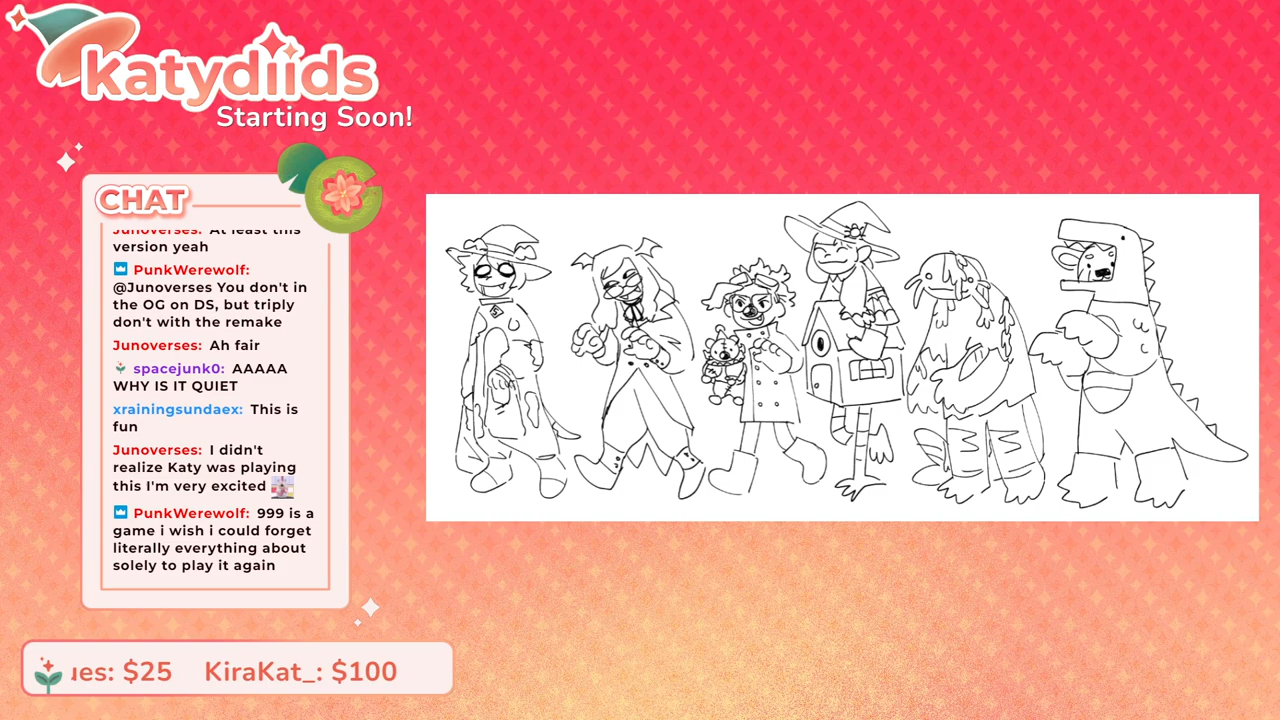 Katydiids
Starting Soon!
CHAT
Junoverses: At least this
version yeah
PunkWerewolf:
@Junoverses You don't in
the OG on DS, but triply
don't with the remake
Junoverses: Ah fair
spacejunk0: AAAAA
WHY IS IT QUIET
xrainingsundaex: This is
fun
Junoverses: I didn't
realize Katy was playing
this I'm very excited
PunkWerewolf: 999 is a
game i wish i could forget
literally everything about
solely to play it again
es: $25 KiraKat_: $100